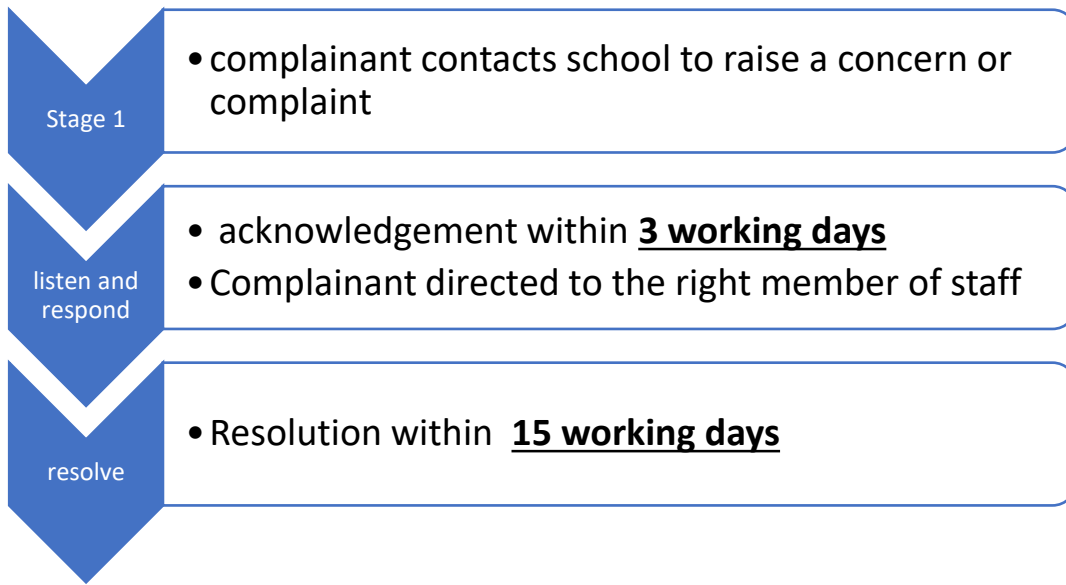 Stage 1
• complainant contacts school to raise a concern or
complaint
listen and
respond
• acknowledgement within 3 working days
• Complainant directed to the right member of staff
resolve
• Resolution within 15 working days